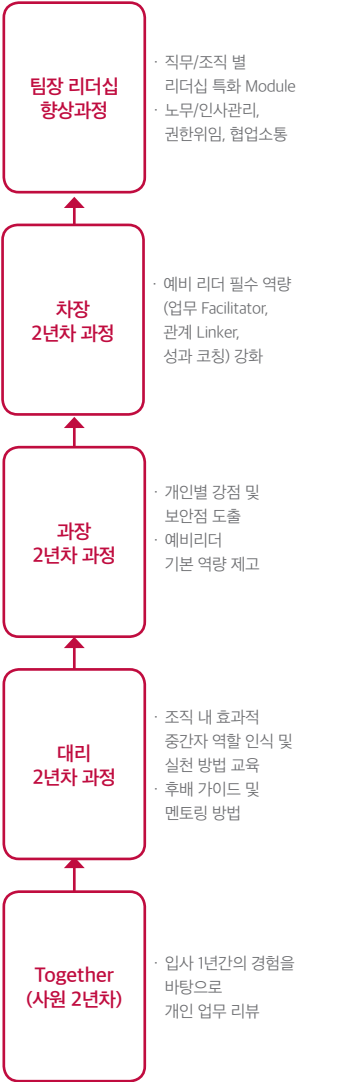 팀장 리더십
향상과정
· 직무/조직 별
리더십 특화 Module
· 노무/인사관리,
권한위임, 협업소통
차장
2년차 과정
· 예비 리더 필수 역량
(업무 Facilitator,
관계 Linker,
성과 코칭) 강화
과장
2년차 과정
· 개인별 강점 및
보안점 도출
· 예비리더
기본 역량 제고
대리
2년차 과정
· 조직 내 효과적
중간자 역할 인식 및
실천 방법 교육
· 후배 가이드 및
멘토링 방법
Together
(사원 2년차)
· 입사 1년간의 경험을
바탕으로
개인 업무 리뷰